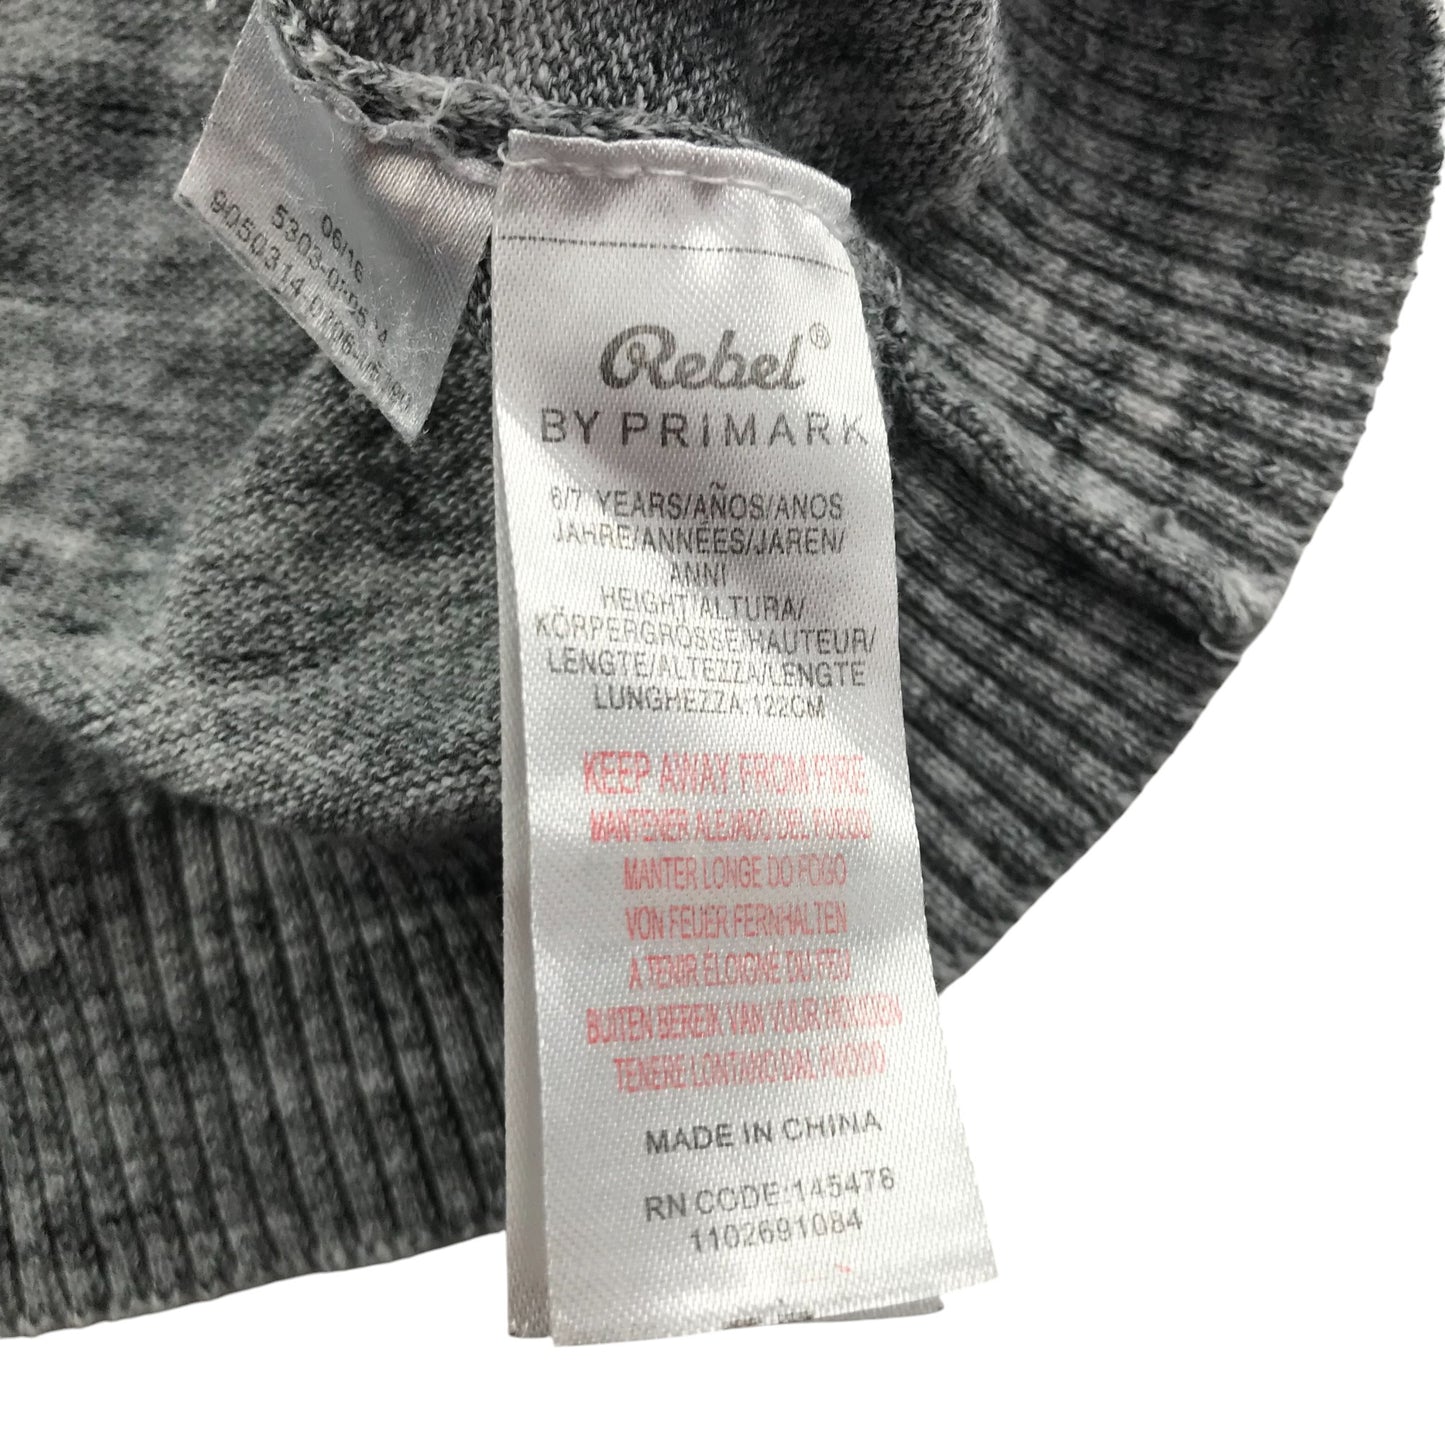 06/16
Rebel®
BY PRIMARK
6/7 YEARS/AÑOS/ANOS
JAHRE/ANNÉES/JAREN/
ANNI
HEIGHT/ALTURA/
KÖRPERGRÖSSE/HAUTEUR/
LENGTE/ALTEZZA/LENGTE
LUNGHEZZA:122CM
KEEP AWAY FROM FIRE
MANTENER ALEJADO DEL FUEGO
MANTER LONGE DO FOGO
VON FEUER FERNHALTEN
A TENIR ÉLOIGNE DU FEU
BUITEN BEREIK VAN VUUR HOUDEN
TENERE LONTANO DAL FUOCO
MADE IN CHINA
RN CODE:145476
1102691084